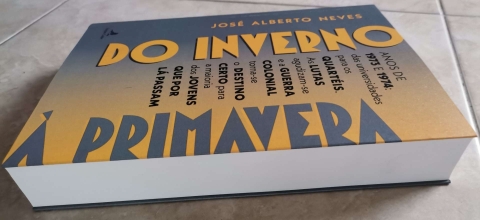 JOSÉ ALBERTO NEVES
DO INVERNO
ANOS DE
1973 E 1974:
das universidades
para os
QUARTÉIS.
As LUTAS
agudizam-se
e a GUERRA
COLONIAL
torna-se
o DESTINO
CERTO para
a maioria
dos JOVENS
QUE POR
LÁ PASSAM
À PRIMAVERA